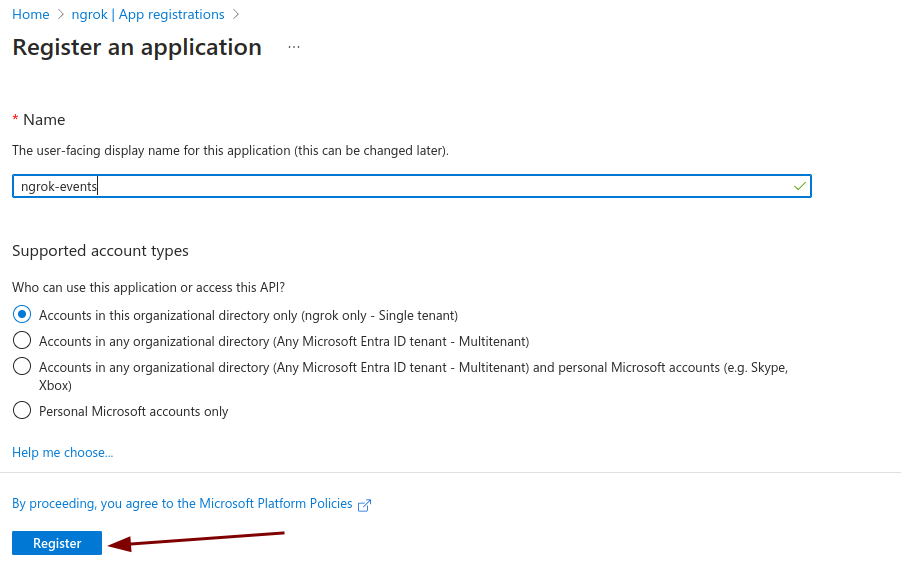 Home > ngrok | App registrations >
Register an application ...
* Name
The user-facing display name for this application (this can be changed later).
ngrok-events
Supported account types
Who can use this application or access this API?
Accounts in this organizational directory only (ngrok only - Single tenant)
Accounts in any organizational directory (Any Microsoft Entra ID tenant - Multitenant)
Accounts in any organizational directory (Any Microsoft Entra ID tenant - Multitenant) and personal Microsoft accounts (e.g. Skype,
Xbox)
Personal Microsoft accounts only
Help me choose...
By proceeding, you agree to the Microsoft Platform Policies
Register